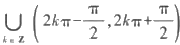 ⋃_{k∈Z} (2kπ − π/2, 2kπ + π/2)